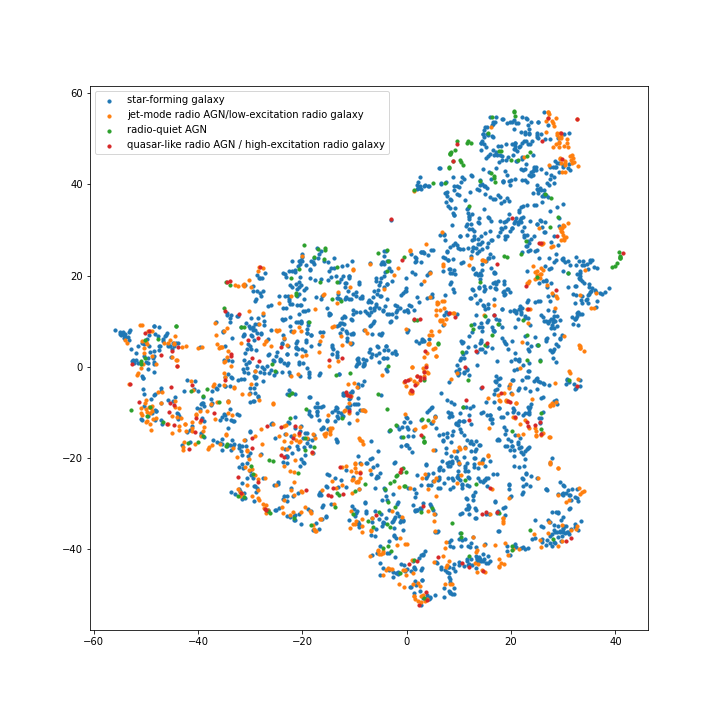 star-forming galaxy
jet-mode radio AGN/low-excitation radio galaxy
radio-quiet AGN
quasar-like radio AGN / high-excitation radio galaxy
60
40
20
0
−20
−40
−60 −40 −20 0 20 40